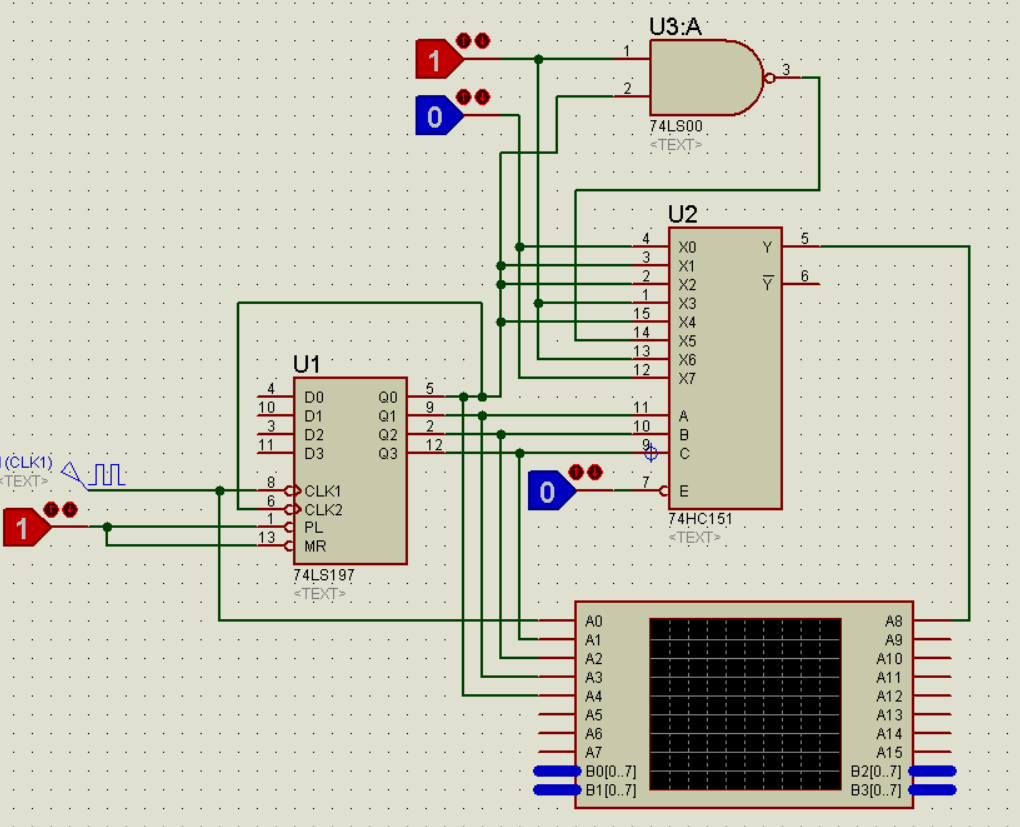 U3:A
1
1
3
2
0
74LS00
<TEXT>
U2
4 X0 Y 5
3 X1
2 X2 Y 6
1 X3
15 X4
14 X5
13 X6
12 X7
11 A
10 B
9 C
0
7 E
74HC151
<TEXT>
U1
4 D0 Q0 5
10 D1 Q1 9
3 D2 Q2 2
11 D3 Q3 12
(CLK1)
<TEXT>
8 CLK1
6 CLK2
1
1 PL
13 MR
74LS197
<TEXT>
A0 A8
A1 A9
A2 A10
A3 A11
A4 A12
A5 A13
A6 A14
A7 A15
B0[0..7] B2[0..7]
B1[0..7] B3[0..7]